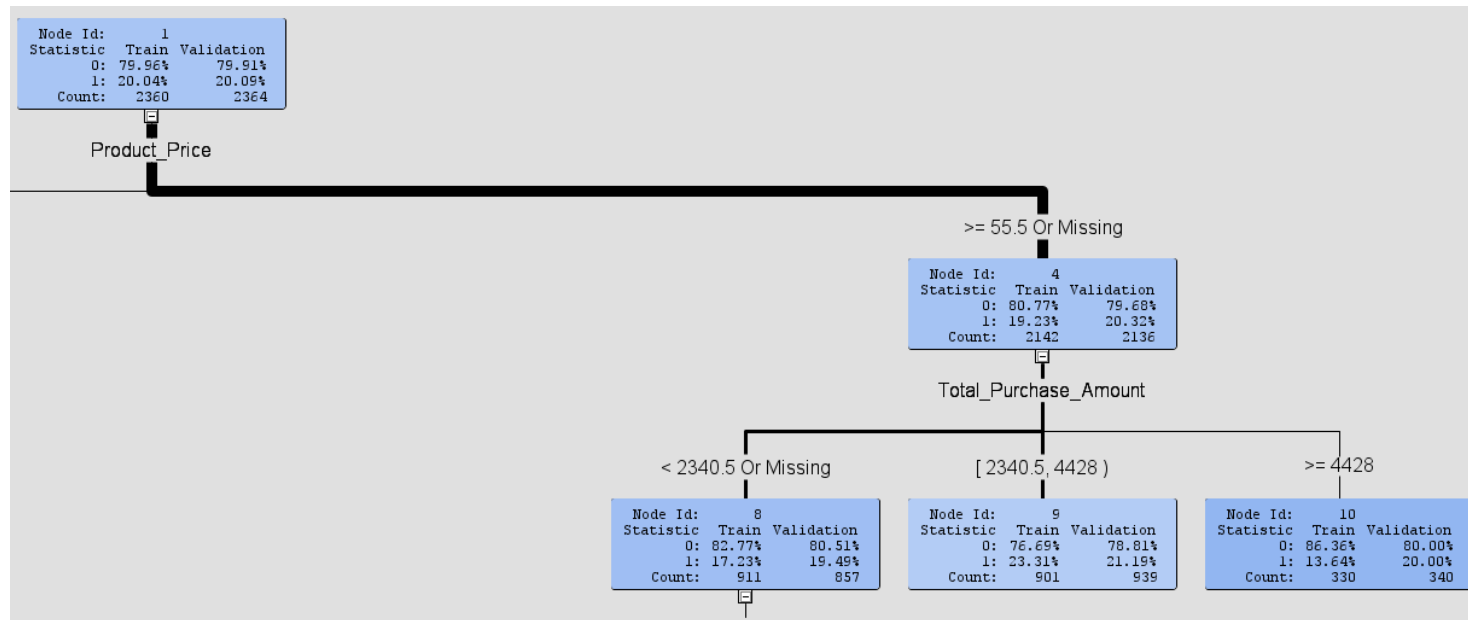 Node Id: 1
Statistic Train Validation
0: 79.96% 79.91%
1: 20.04% 20.09%
Count: 2360 2364
Product_Price
>= 55.5 Or Missing
Node Id: 4
Statistic Train Validation
0: 80.77% 79.68%
1: 19.23% 20.32%
Count: 2142 2136
Total_Purchase_Amount
< 2340.5 Or Missing
[ 2340.5, 4428 )
>= 4428
Node Id: 8
Statistic Train Validation
0: 82.77% 80.51%
1: 17.23% 19.49%
Count: 911 857
Node Id: 9
Statistic Train Validation
0: 76.69% 78.81%
1: 23.31% 21.19%
Count: 901 939
Node Id: 10
Statistic Train Validation
0: 86.36% 80.00%
1: 13.64% 20.00%
Count: 330 340